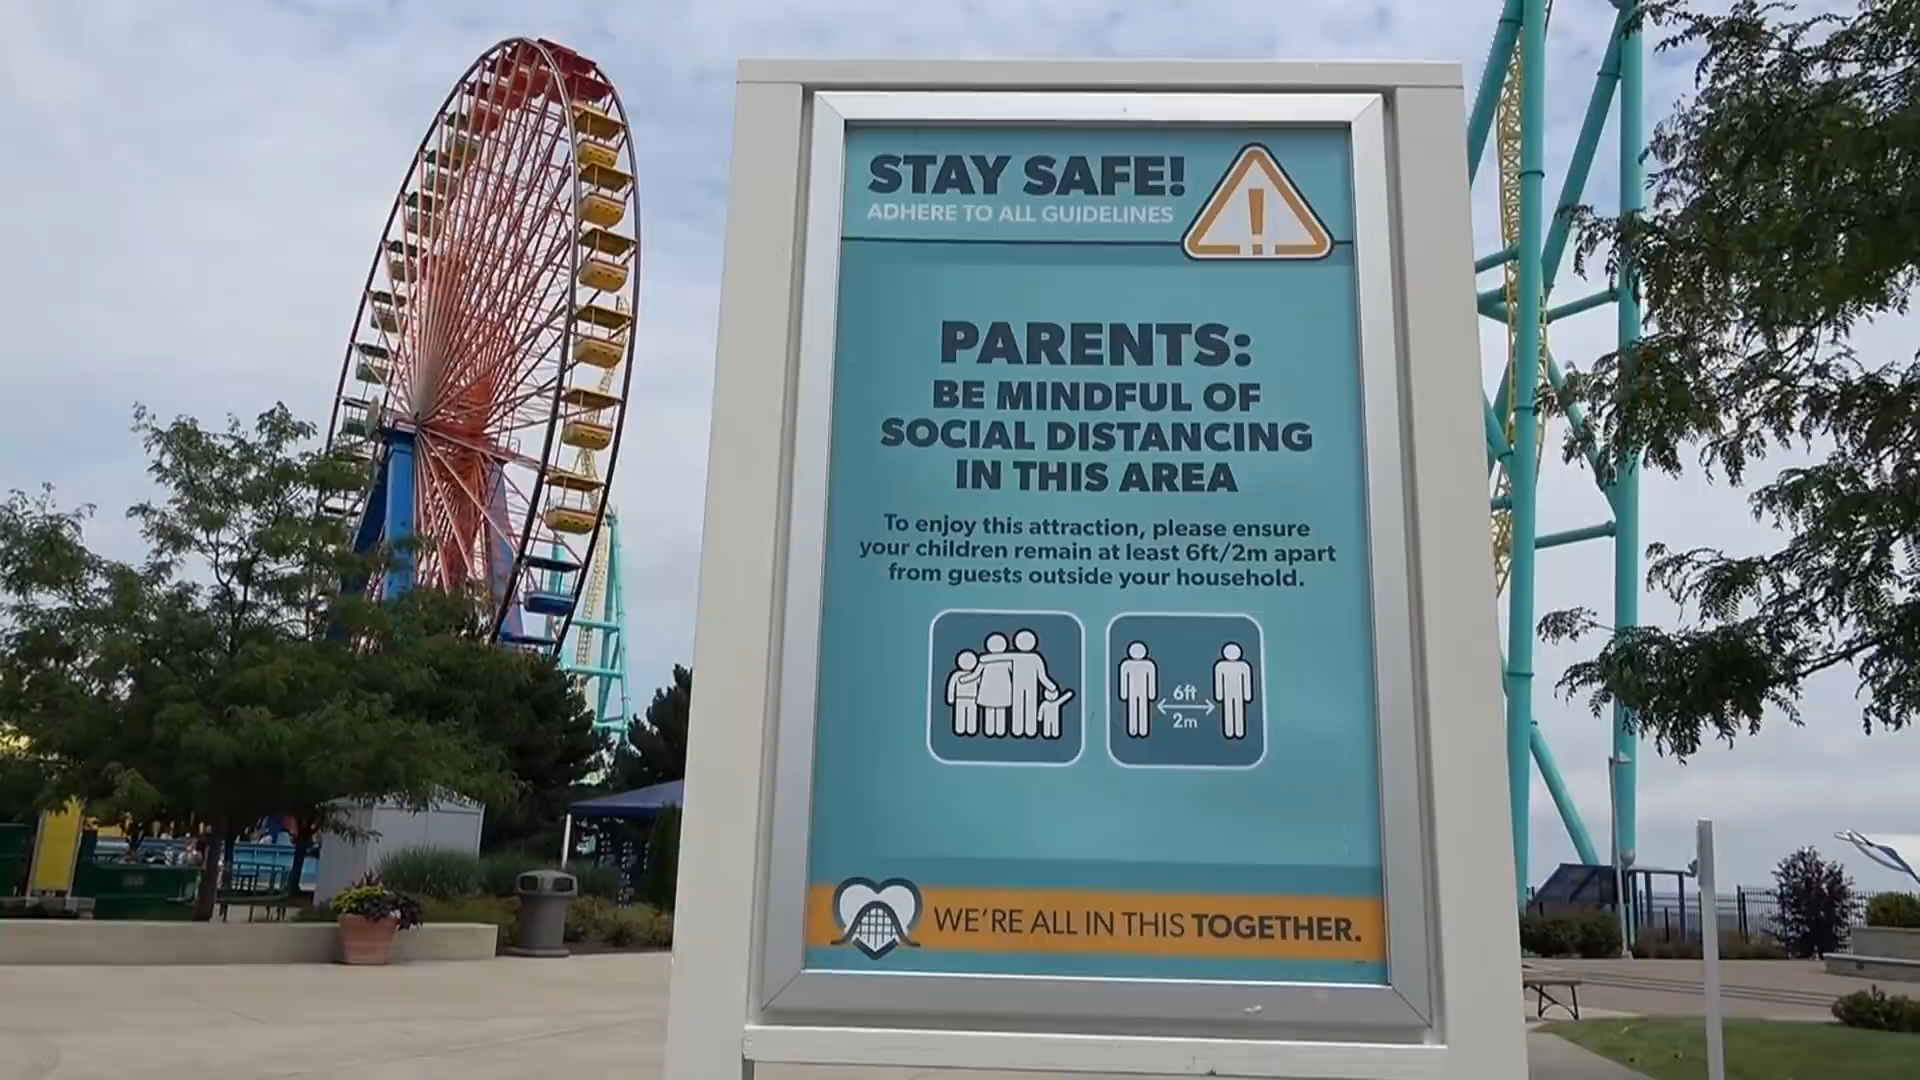 STAY SAFE!
ADHERE TO ALL GUIDELINES
PARENTS:
BE MINDFUL OF
SOCIAL DISTANCING
IN THIS AREA
To enjoy this attraction, please ensure
your children remain at least 6ft/2m apart
from guests outside your household.
6ft
2m
WE'RE ALL IN THIS TOGETHER.